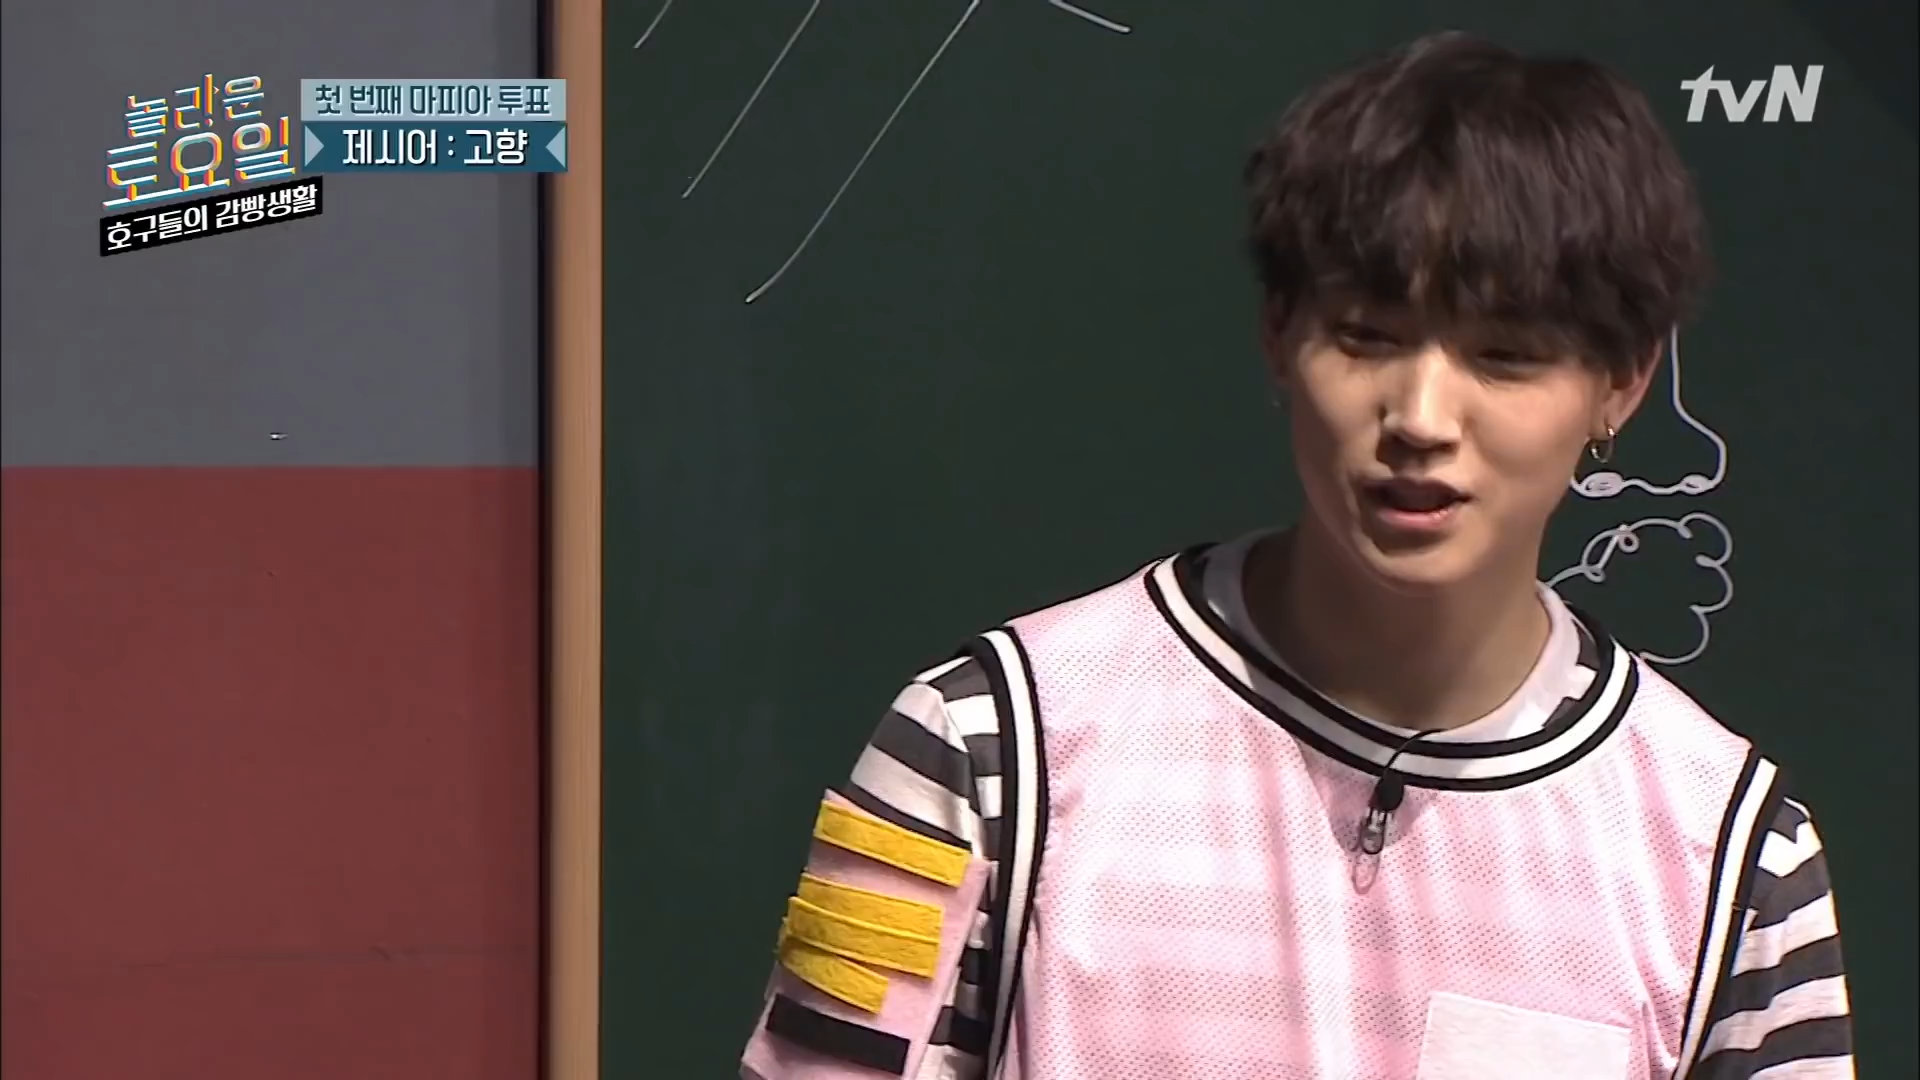 놀라운
토요일
호구들의 감빵생활
첫 번째 마피아 투표
제시어 : 고향
tvN